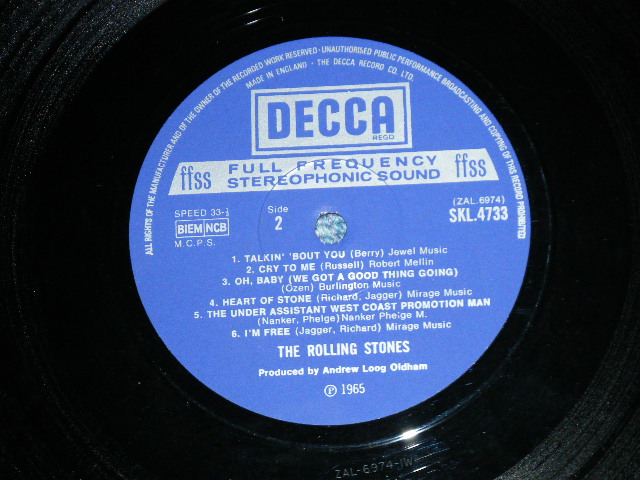 ALL RIGHTS OF THE MANUFACTURER AND OF THE OWNER OF THE RECORDED WORK RESERVED · UNAUTHORISED PUBLIC PERFORMANCE BROADCASTING AND COPYING OF THIS RECORD PROHIBITED
MADE IN ENGLAND · THE DECCA RECORD CO. LTD.
DECCA
REGD
ffss FULL FREQUENCY STEREOPHONIC SOUND ffss
SPEED 33-⅓
BIEM NCB
M.C.P.S.
Side
2
(ZAL.6974)
SKL.4733
1. TALKIN' 'BOUT YOU (Berry) Jewel Music
2. CRY TO ME (Russell) Robert Mellin
3. OH, BABY (WE GOT A GOOD THING GOING)
(Ozen) Burlington Music
4. HEART OF STONE (Richard, Jagger) Mirage Music
5. THE UNDER ASSISTANT WEST COAST PROMOTION MAN
(Nanker, Phelge) Nanker Phelge M.
6. I'M FREE (Jagger, Richard) Mirage Music
THE ROLLING STONES
Produced by Andrew Loog Oldham
℗ 1965
ZAL-6974-